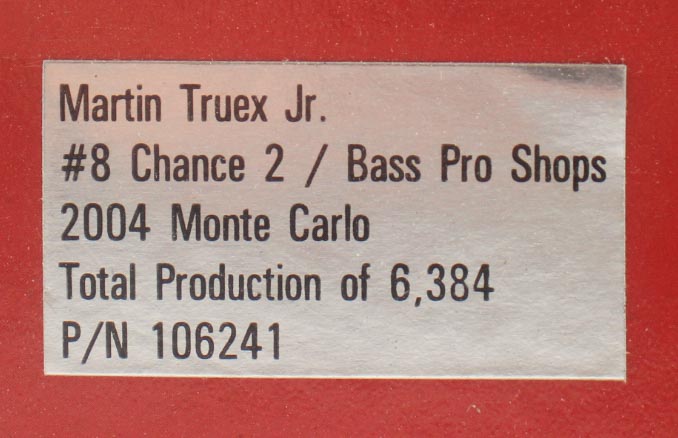 Martin Truex Jr.
#8 Chance 2 / Bass Pro Shops
2004 Monte Carlo
Total Production of 6,384
P/N 106241